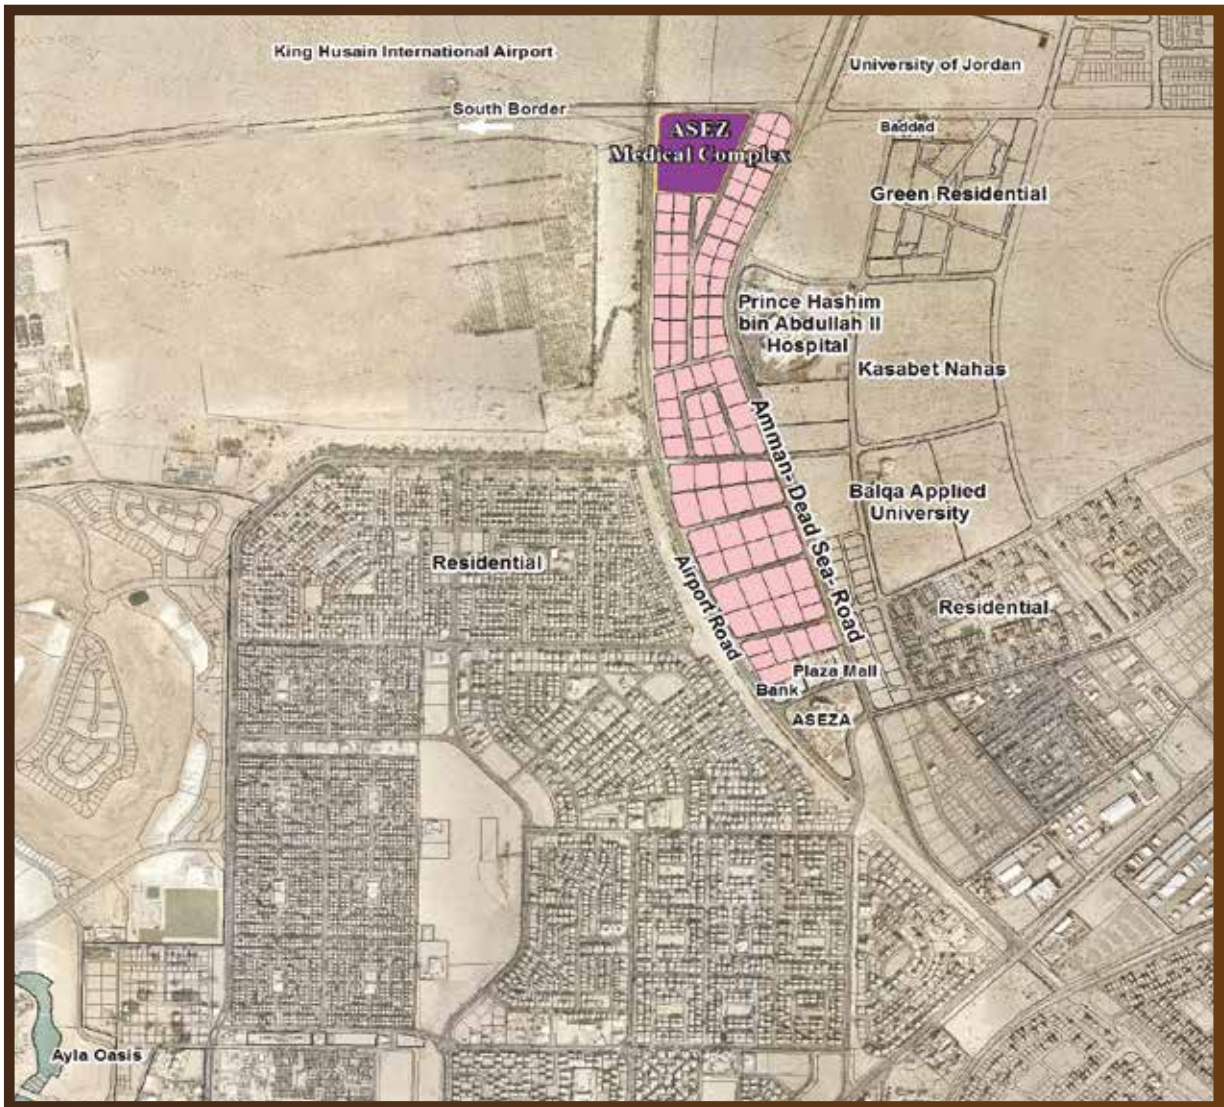 King Husain International Airport
University of Jordan
South Border
ASEZ
Medical Complex
Baddad
Green Residential
Prince Hashim
bin Abdullah II
Hospital
Kasabet Nahas
Amman- Dead Sea- Road
Balqa Applied
University
Residential
Airport Road
Residential
Plaza Mall
Bank
ASEZA
Ayla Oasis